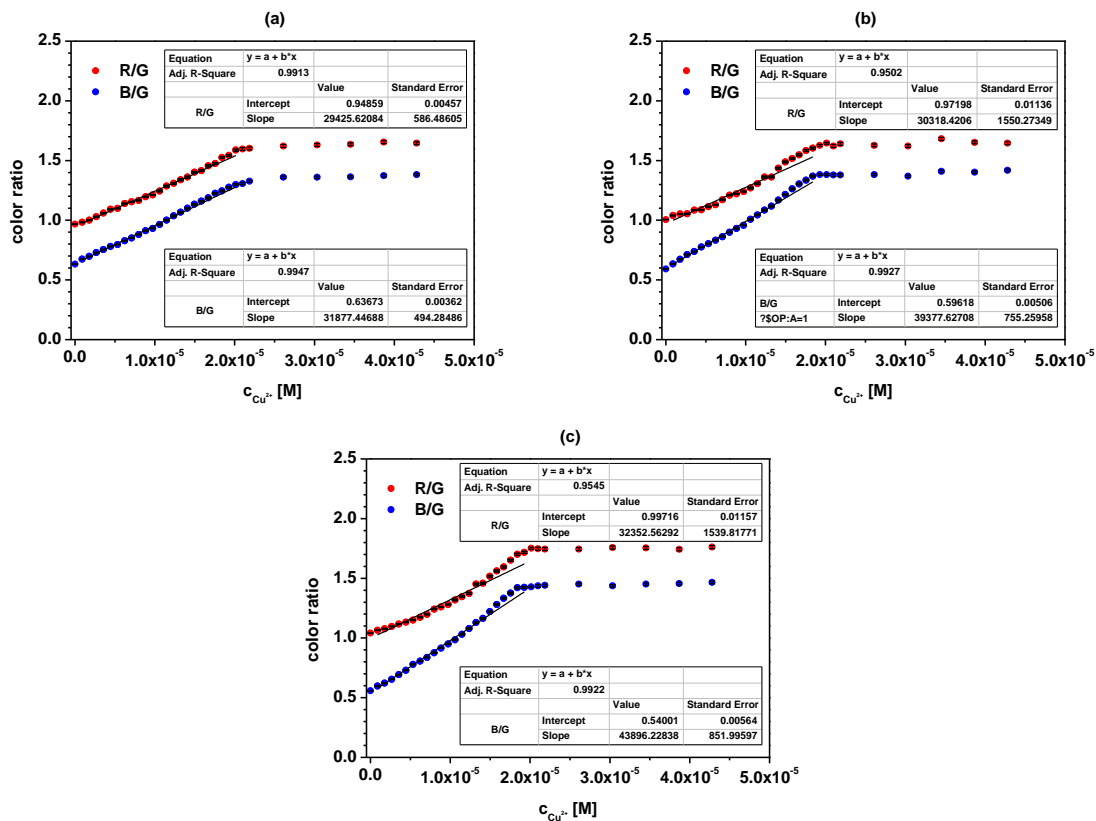 (a)
2.5
2.0
1.5
1.0
0.5
0.0
color ratio
R/G
B/G
Equation y = a + b*x
Adj. R-Square 0.9913
Value Standard Error
R/G Intercept 0.94859 0.00457
Slope 29425.62084 586.48605
Equation y = a + b*x
Adj. R-Square 0.9947
Value Standard Error
B/G Intercept 0.63673 0.00362
Slope 31877.44688 494.28486
0.0 1.0x10⁻⁵ 2.0x10⁻⁵ 3.0x10⁻⁵ 4.0x10⁻⁵ 5.0x10⁻⁵
c Cu²⁺ [M]
(b)
2.5
2.0
1.5
1.0
0.5
0.0
color ratio
R/G
B/G
Equation y = a + b*x
Adj. R-Square 0.9502
Value Standard Error
R/G Intercept 0.97198 0.01136
Slope 30318.4206 1550.27349
Equation y = a + b*x
Adj. R-Square 0.9927
Value Standard Error
B/G Intercept 0.59618 0.00506
?$OP:A=1 Slope 39377.62708 755.25958
0.0 1.0x10⁻⁵ 2.0x10⁻⁵ 3.0x10⁻⁵ 4.0x10⁻⁵ 5.0x10⁻⁵
c Cu²⁺ [M]
(c)
2.5
2.0
1.5
1.0
0.5
0.0
color ratio
R/G
B/G
Equation y = a + b*x
Adj. R-Square 0.9545
Value Standard Error
R/G Intercept 0.99716 0.01157
Slope 32352.56292 1539.81771
Equation y = a + b*x
Adj. R-Square 0.9922
Value Standard Error
B/G Intercept 0.54001 0.00564
Slope 43896.22838 851.99597
0.0 1.0x10⁻⁵ 2.0x10⁻⁵ 3.0x10⁻⁵ 4.0x10⁻⁵ 5.0x10⁻⁵
c Cu²⁺ [M]